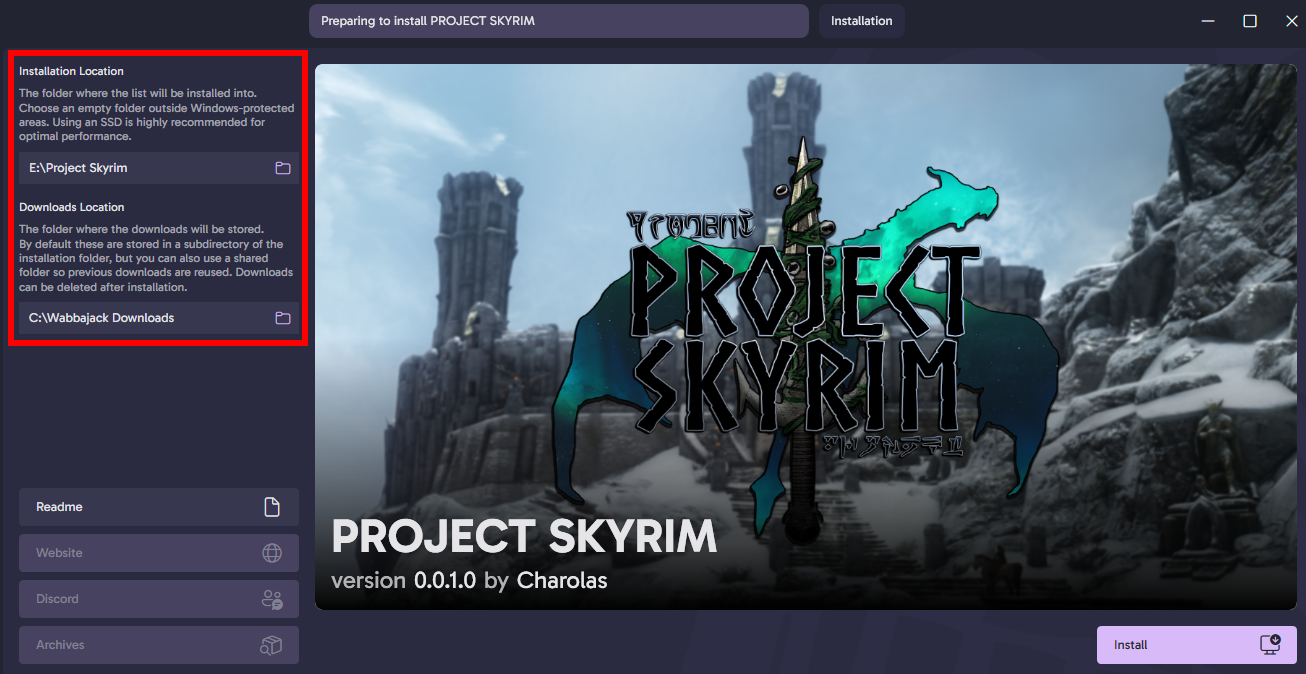 Preparing to install PROJECT SKYRIM
Installation
Installation Location
The folder where the list will be installed into.
Choose an empty folder outside Windows-protected
areas. Using an SSD is highly recommended for
optimal performance.
E:\Project Skyrim
Downloads Location
The folder where the downloads will be stored.
By default these are stored in a subdirectory of the
installation folder, but you can also use a shared
folder so previous downloads are reused. Downloads
can be deleted after installation.
C:\Wabbajack Downloads
Readme
Website
Discord
Archives
PROJECT
SKYRIM
PROJECT SKYRIM
version 0.0.1.0 by Charolas
Install